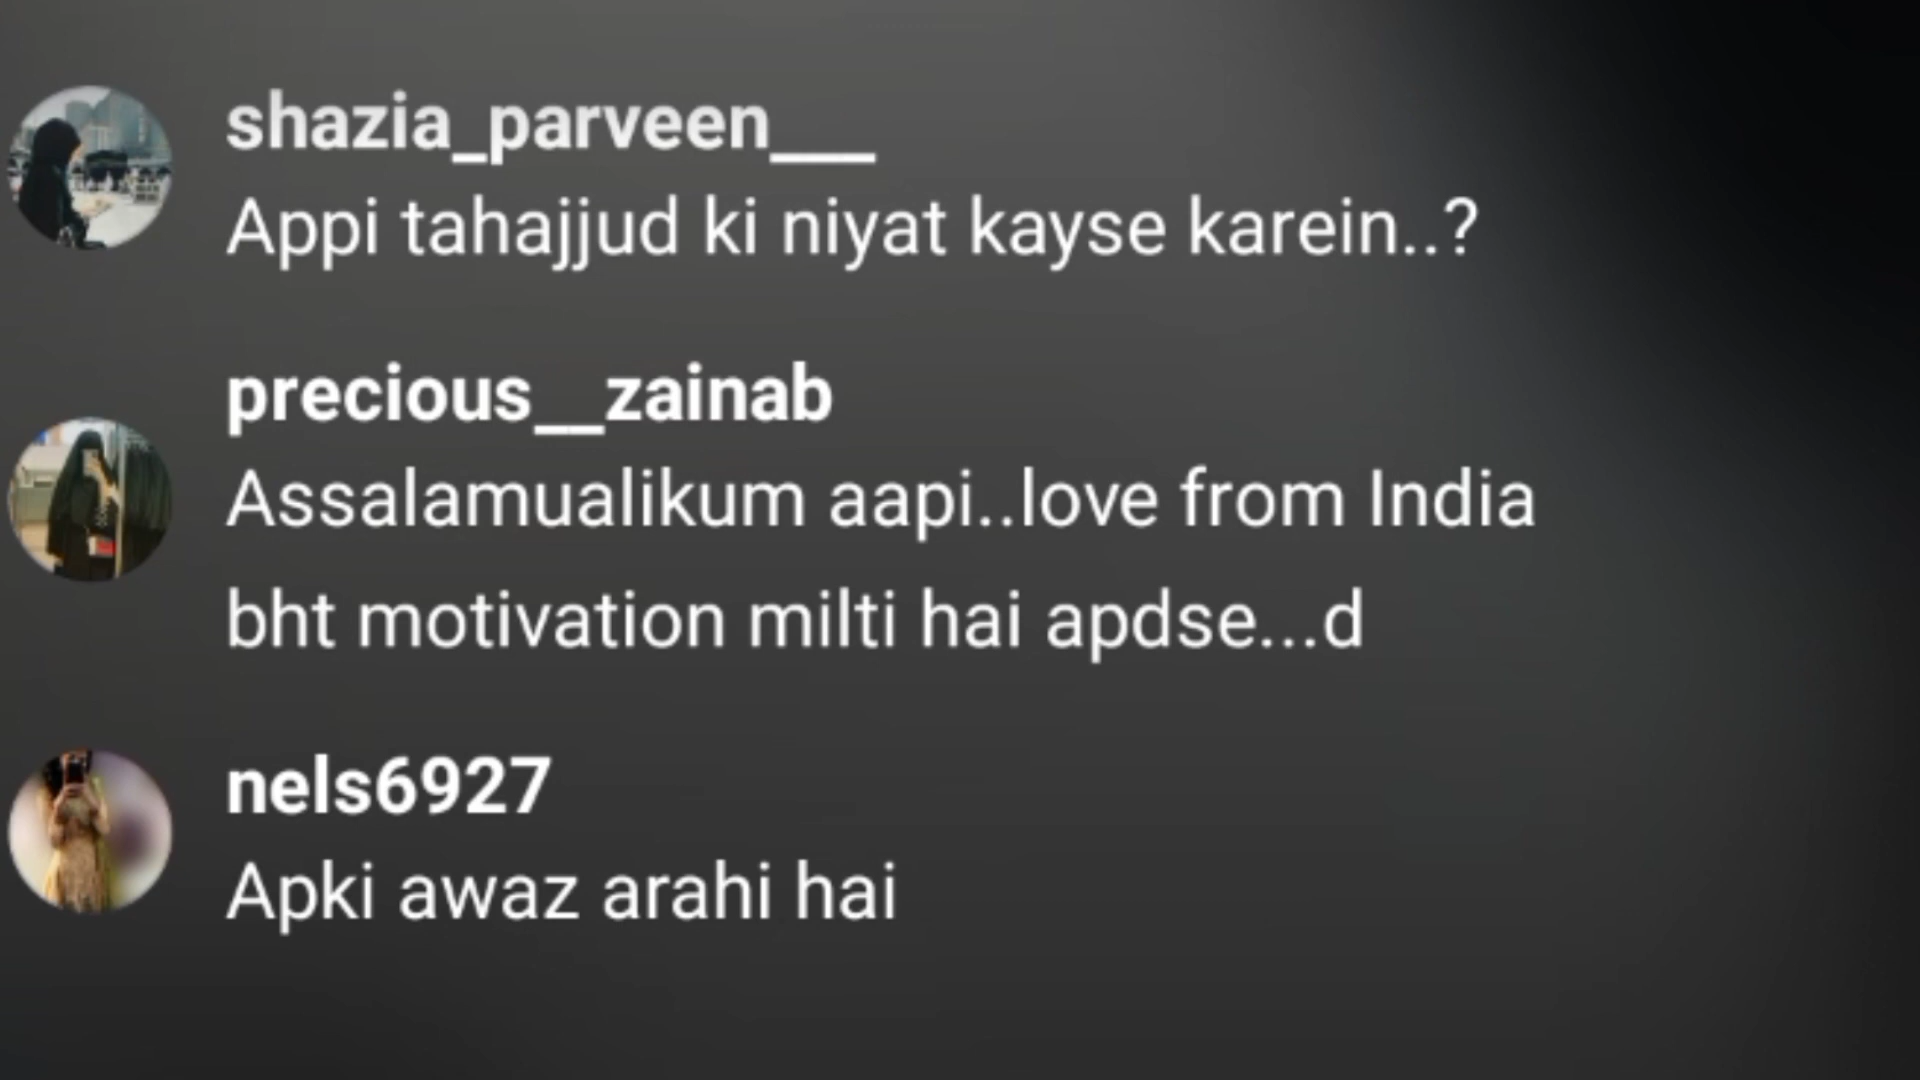 shazia_parveen___
Appi tahajjud ki niyat kayse karein..?
precious__zainab
Assalamualikum aapi..love from India
bht motivation milti hai apdse...d
nels6927
Apki awaz arahi hai